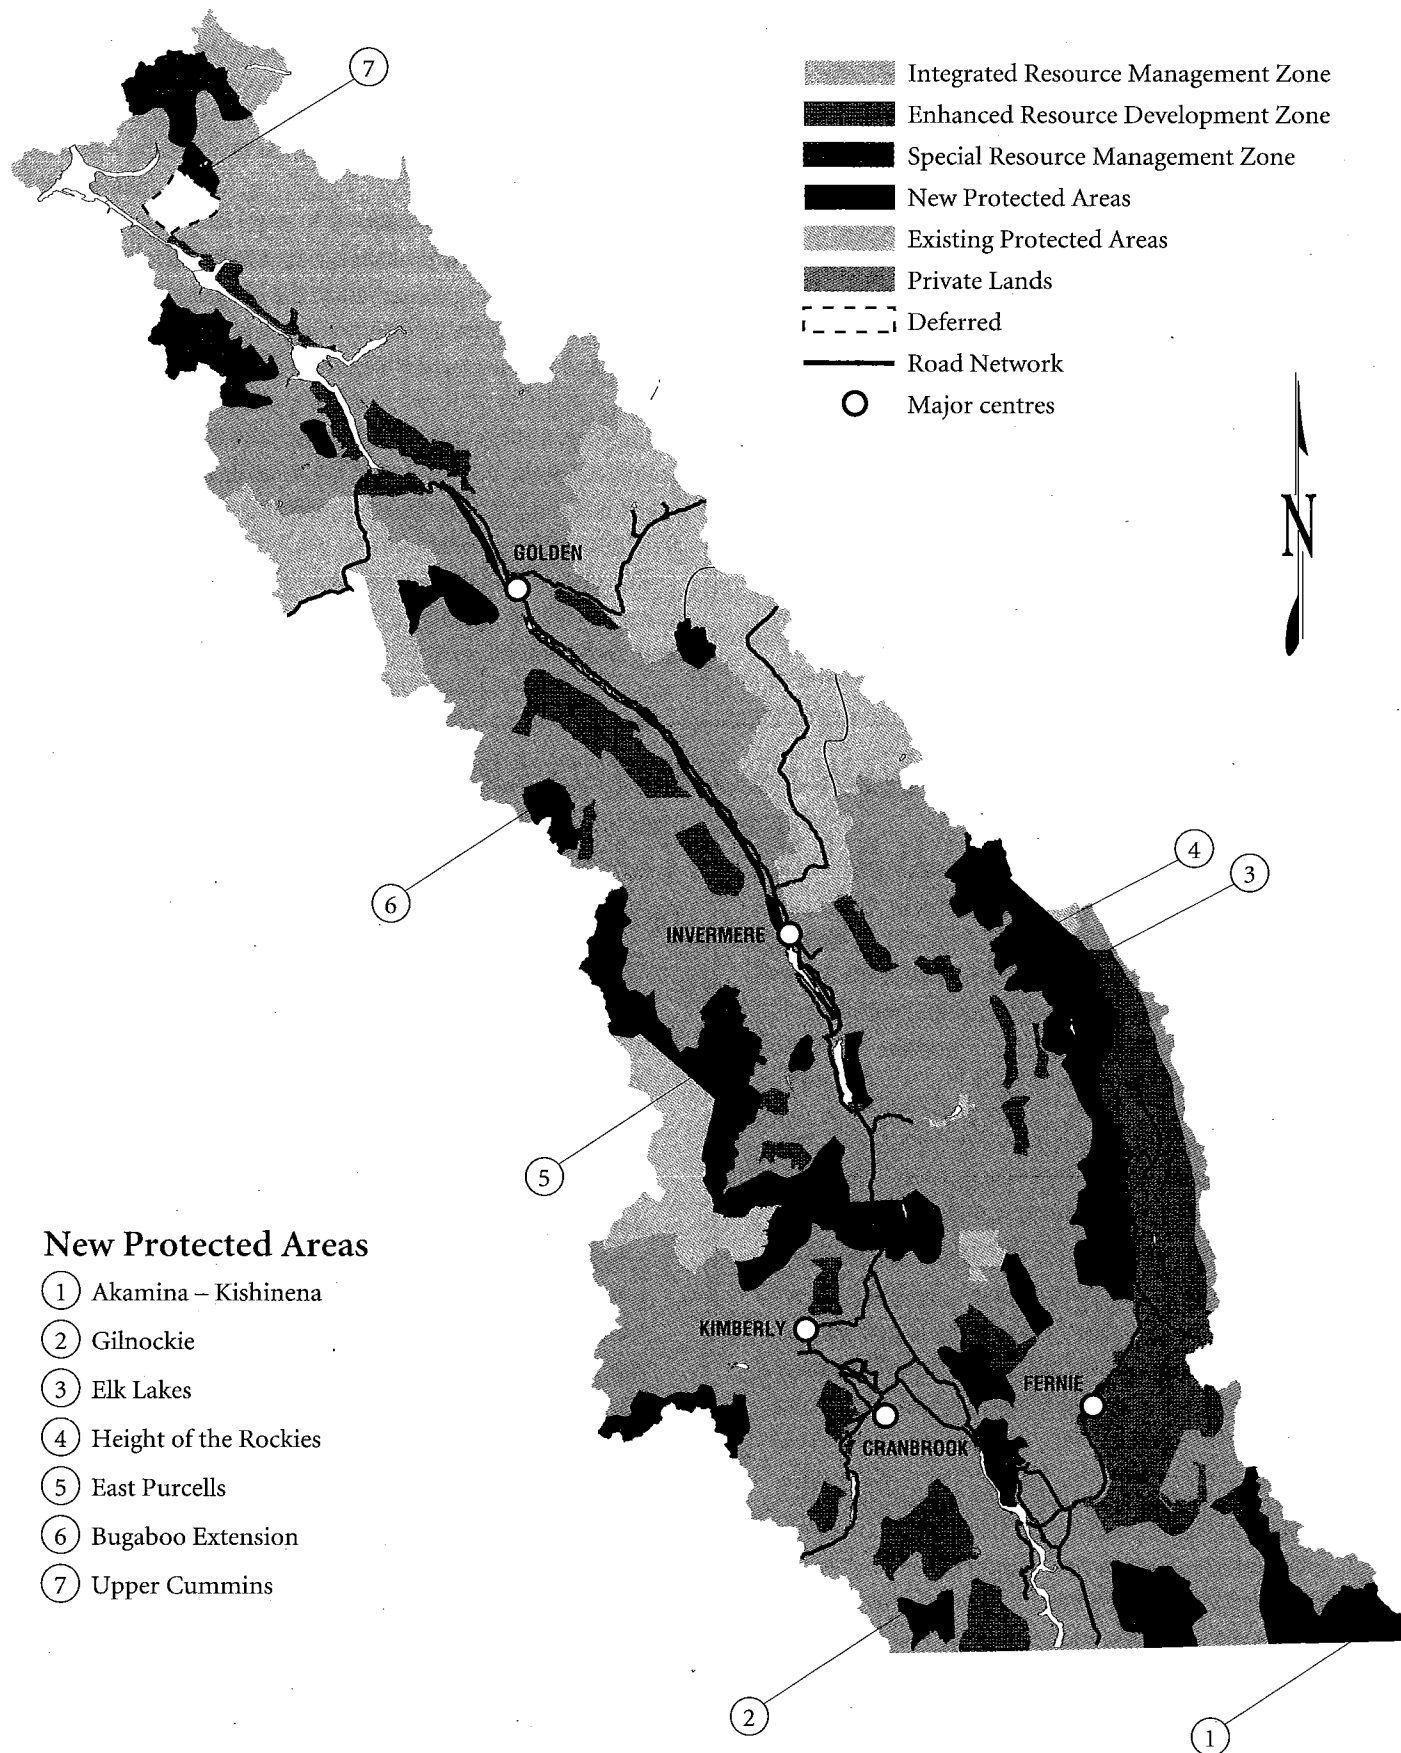 7
Integrated Resource Management Zone
Enhanced Resource Development Zone
Special Resource Management Zone
New Protected Areas
Existing Protected Areas
Private Lands
Deferred
Road Network
Major centres
N
GOLDEN
4
3
6
INVERMERE
5
New Protected Areas
1 Akamina – Kishinena
2 Gilnockie
3 Elk Lakes
4 Height of the Rockies
5 East Purcells
6 Bugaboo Extension
7 Upper Cummins
KIMBERLY
FERNIE
CRANBROOK
2
1